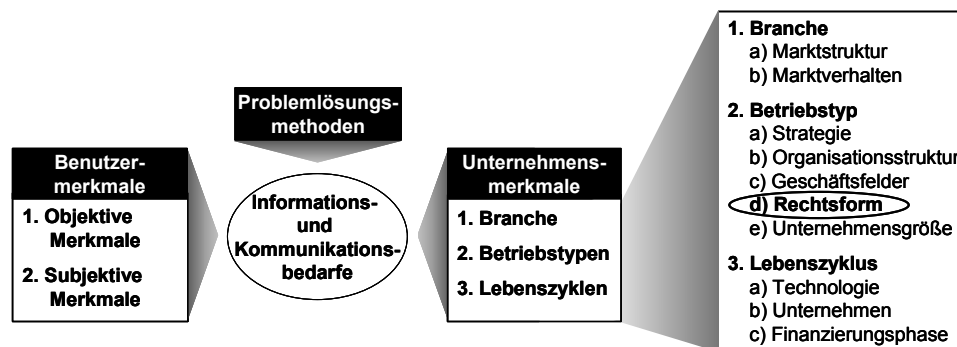 Problemlösungs-
methoden
Benutzer-
merkmale
1. Objektive
Merkmale
2. Subjektive
Merkmale
Informations-
und
Kommunikations-
bedarfe
Unternehmens-
merkmale
1. Branche
2. Betriebstypen
3. Lebenszyklen
1. Branche
a) Marktstruktur
b) Marktverhalten
2. Betriebstyp
a) Strategie
b) Organisationsstruktur
c) Geschäftsfelder
d) Rechtsform
e) Unternehmensgröße
3. Lebenszyklus
a) Technologie
b) Unternehmen
c) Finanzierungsphase